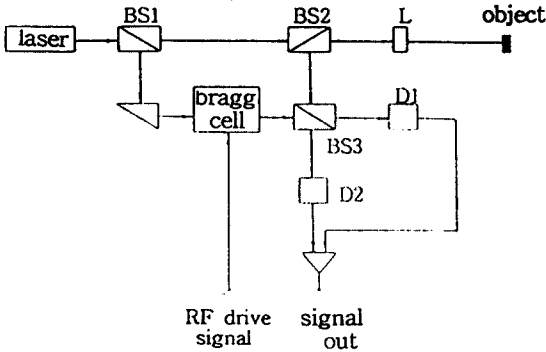 BS1
BS2
L
object
laser
bragg
cell
D1
BS3
D2
RF drive
signal
signal
out